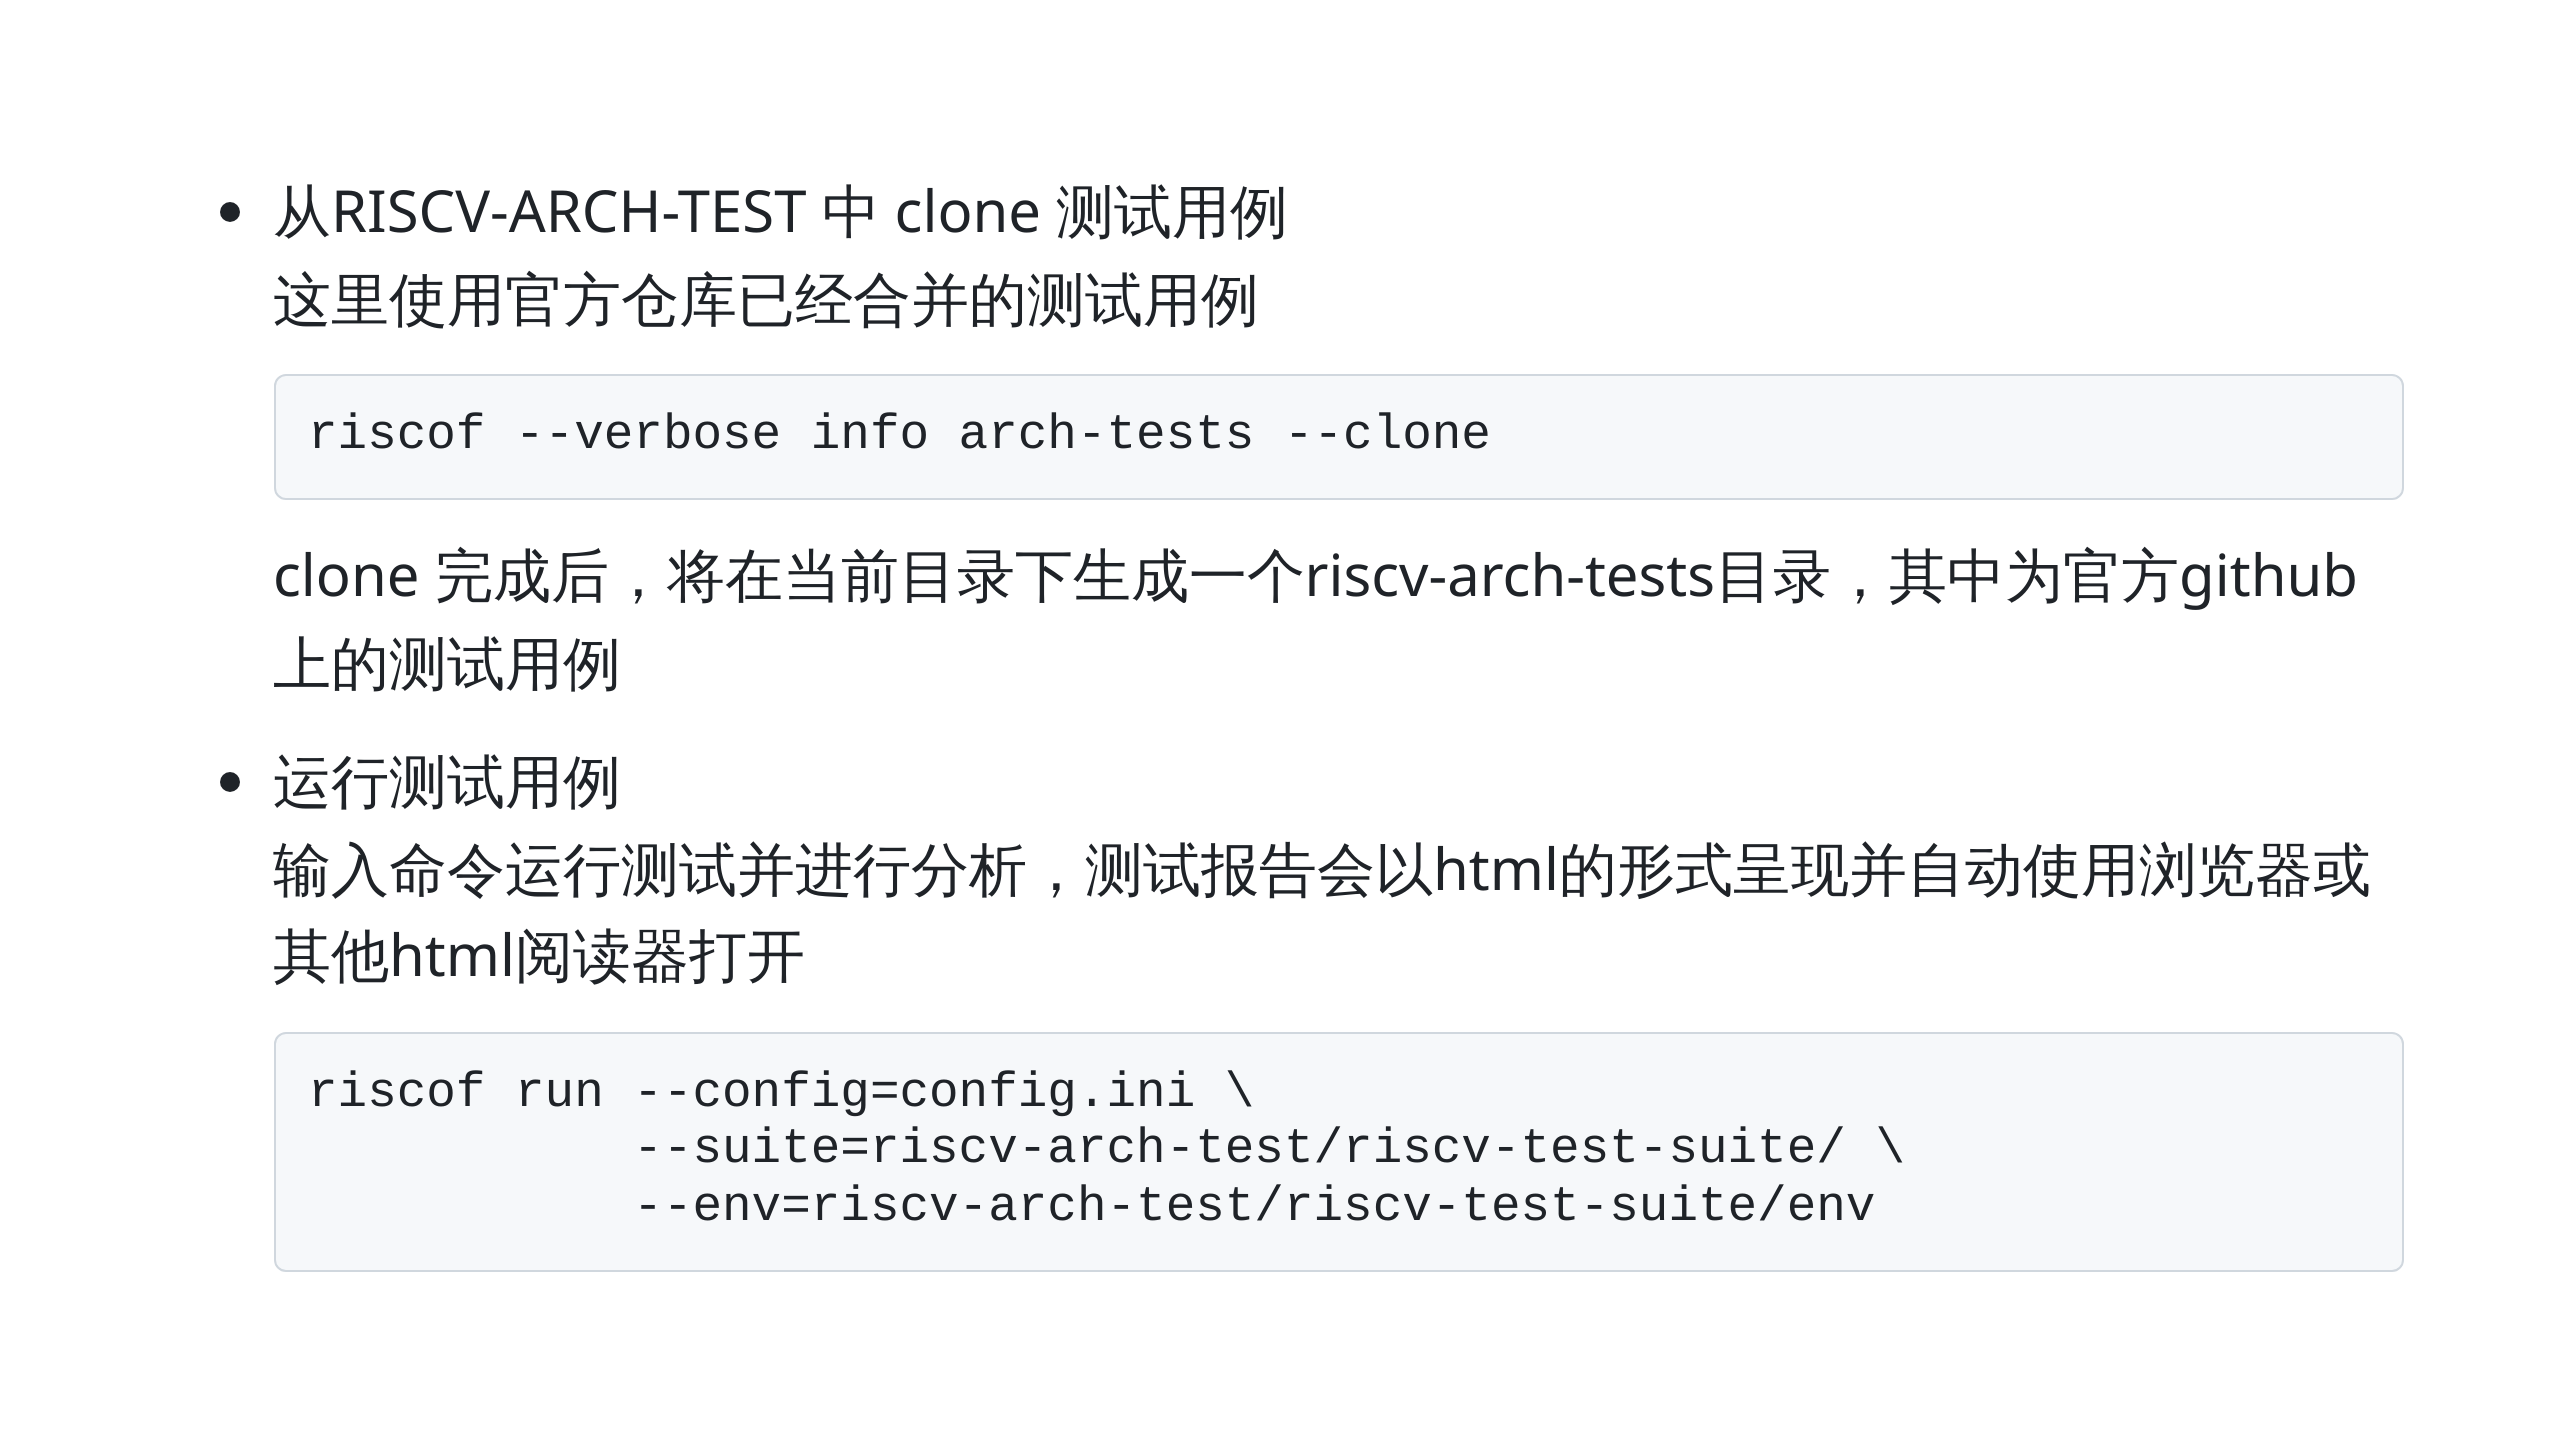 从RISCV-ARCH-TEST 中 clone 测试用例
这里使用官方仓库已经合并的测试用例
riscof --verbose info arch-tests --clone
clone 完成后，将在当前目录下生成一个riscv-arch-tests目录，其中为官方github
上的测试用例
运行测试用例
输入命令运行测试并进行分析，测试报告会以html的形式呈现并自动使用浏览器或
其他html阅读器打开
riscof run --config=config.ini \
--suite=riscv-arch-test/riscv-test-suite/ \
--env=riscv-arch-test/riscv-test-suite/env